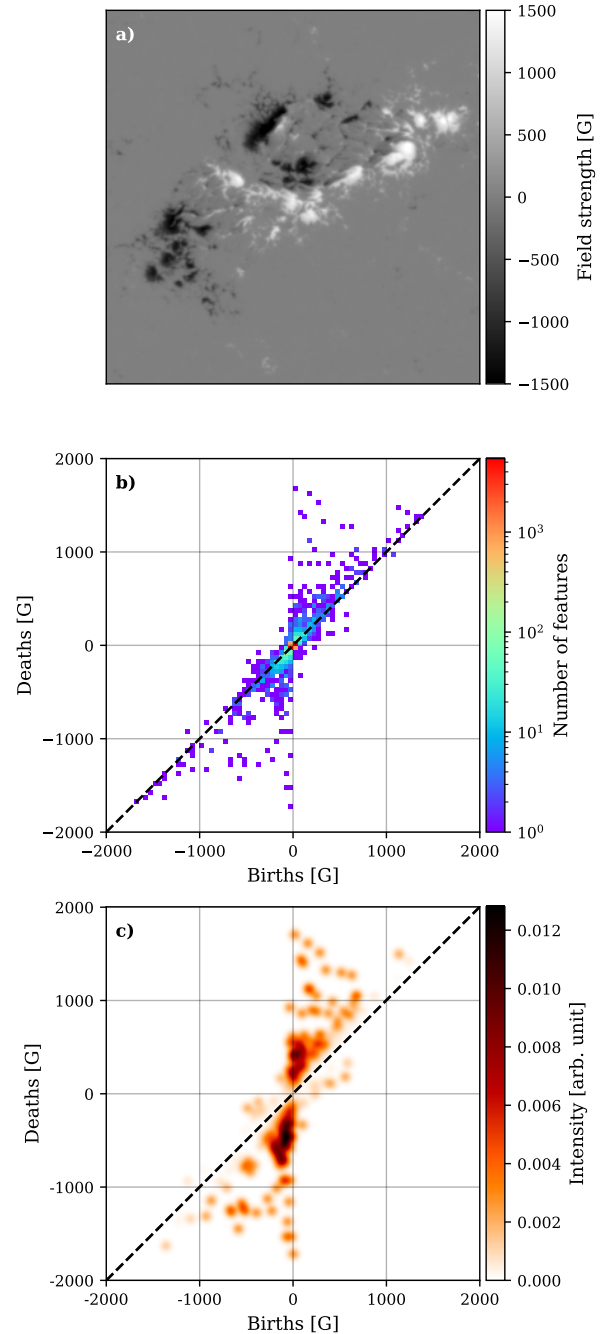 a)
1500
1000
500
0
−500
−1000
−1500
Field strength [G]
b)
2000
1000
0
−1000
−2000
Deaths [G]
−2000 −1000 0 1000 2000
Births [G]
10³
10²
10¹
10⁰
Number of features
c)
2000
1000
0
-1000
-2000
Deaths [G]
-2000 -1000 0 1000 2000
Births [G]
0.012
0.010
0.008
0.006
0.004
0.002
0.000
Intensity [arb. unit]